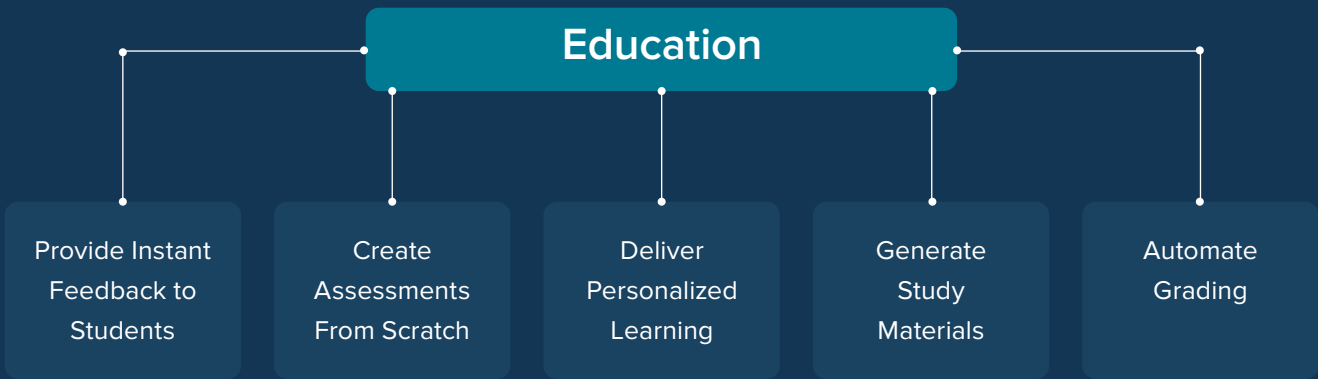 Education
Provide Instant
Feedback to
Students
Create
Assessments
From Scratch
Deliver
Personalized
Learning
Generate
Study
Materials
Automate
Grading